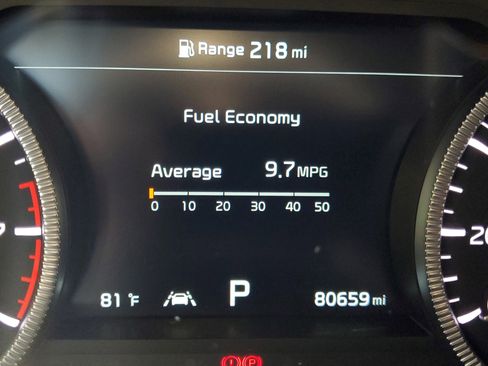 Range 218 mi
Fuel Economy
Average 9.7 MPG
0 10 20 30 40 50
81 °F P 80659 mi